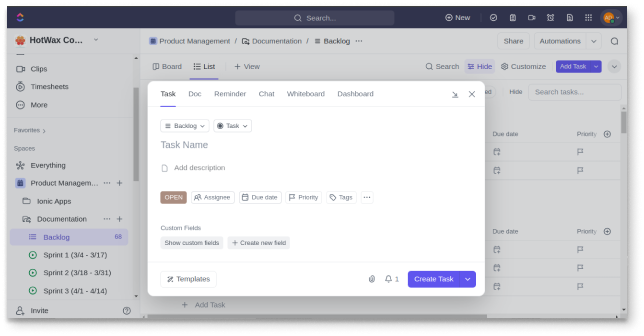 Search...
New
HotWax Co...
Product Management / Documentation / Backlog ...
Share
Automations
Clips
Timesheets
More
Board
List
+ View
Search
Hide
Customize
Add Task
Hide
Search tasks...
Favorites
Spaces
Everything
Product Managem... ... +
Ionic Apps
Documentation ... +
Backlog 68
Sprint 1 (3/4 - 3/17)
Sprint 2 (3/18 - 3/31)
Sprint 3 (4/1 - 4/14)
Invite
Task
Doc
Reminder
Chat
Whiteboard
Dashboard
Backlog
Task
Task Name
Add description
OPEN
Assignee
Due date
Priority
Tags
...
Custom Fields
Show custom fields
+ Create new field
Templates
1
Create Task
Due date
Priority
Due date
Priority
+ Add Task